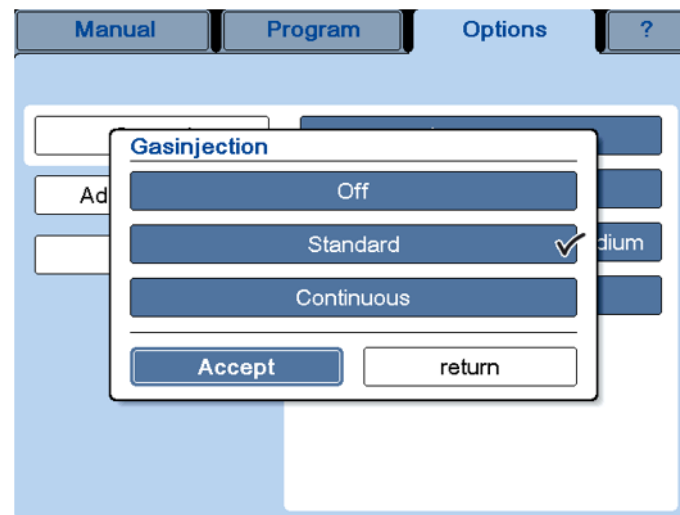 Manual Program Options ?
Gasinjection
Off
Ad
Standard
dium
Continuous
Accept return